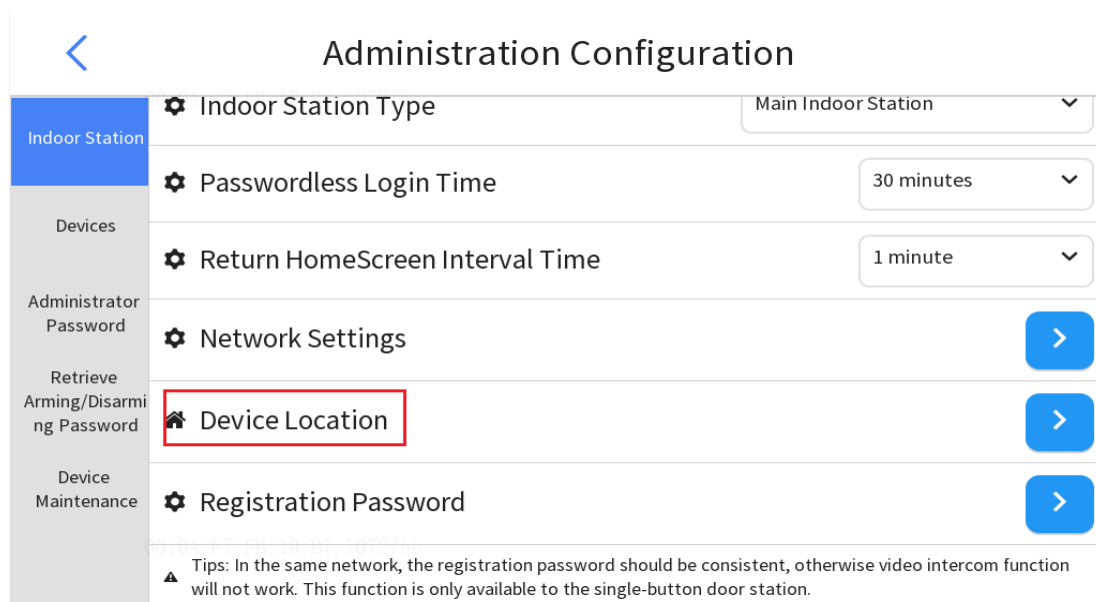 Administration Configuration
Indoor Station Type
Main Indoor Station
Indoor Station
Passwordless Login Time
30 minutes
Devices
Return HomeScreen Interval Time
1 minute
Administrator
Password
Network Settings
Retrieve
Arming/Disarmi
ng Password
Device Location
Device
Maintenance
Registration Password
Tips: In the same network, the registration password should be consistent, otherwise video intercom function
will not work. This function is only available to the single-button door station.